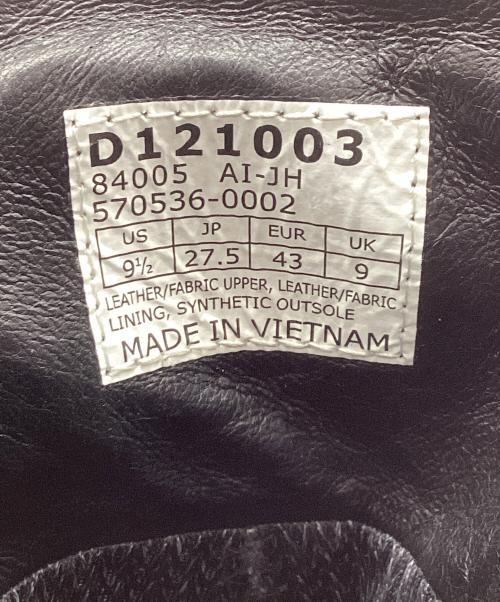 D121003
84005 AI-JH
570536-0002
US JP EUR UK
9½ 27.5 43 9
LEATHER/FABRIC UPPER, LEATHER/FABRIC
LINING, SYNTHETIC OUTSOLE
MADE IN VIETNAM